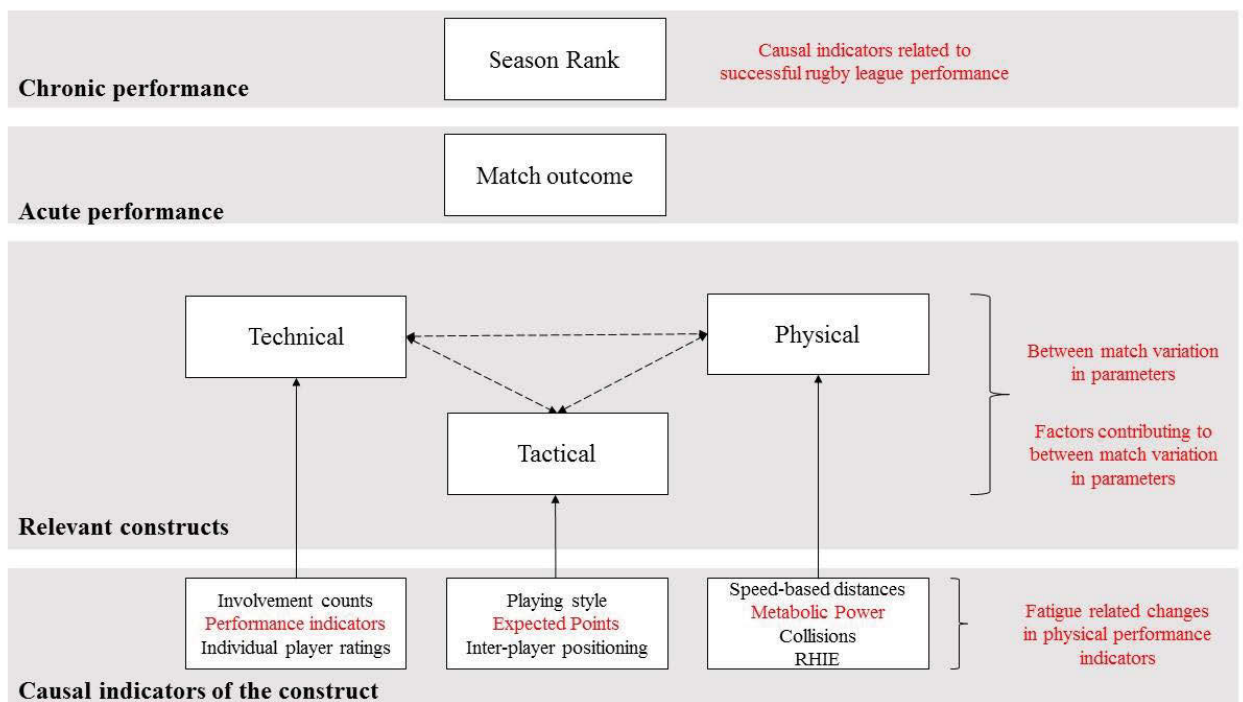 Season Rank
Causal indicators related to
successful rugby league performance
Chronic performance
Match outcome
Acute performance
Technical
Physical
Tactical
Between match variation
in parameters
Factors contributing to
between match variation
in parameters
Relevant constructs
Involvement counts
Performance indicators
Individual player ratings
Playing style
Expected Points
Inter-player positioning
Speed-based distances
Metabolic Power
Collisions
RHIE
Fatigue related changes
in physical performance
indicators
Causal indicators of the construct